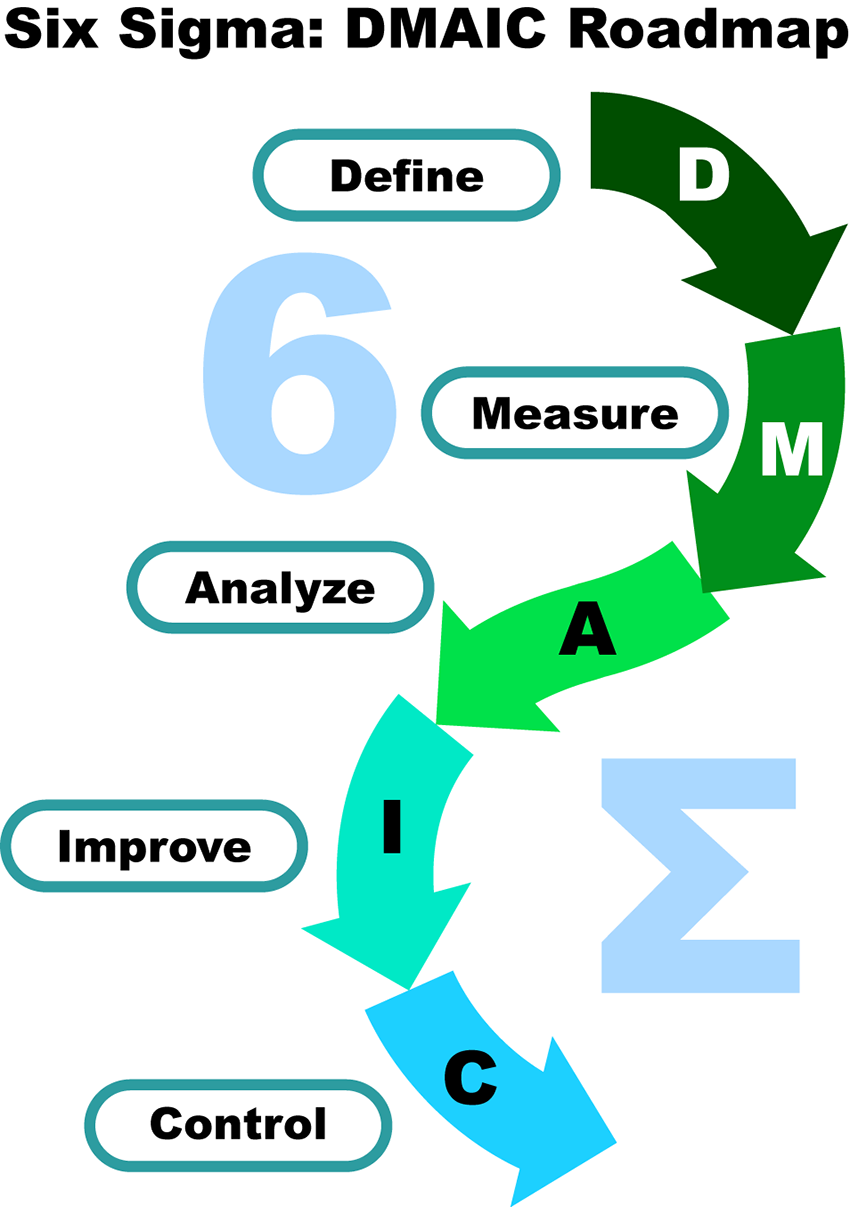 Six Sigma: DMAIC Roadmap
Define
D
6
Measure
M
Analyze
A
Improve
I
Σ
Control
C